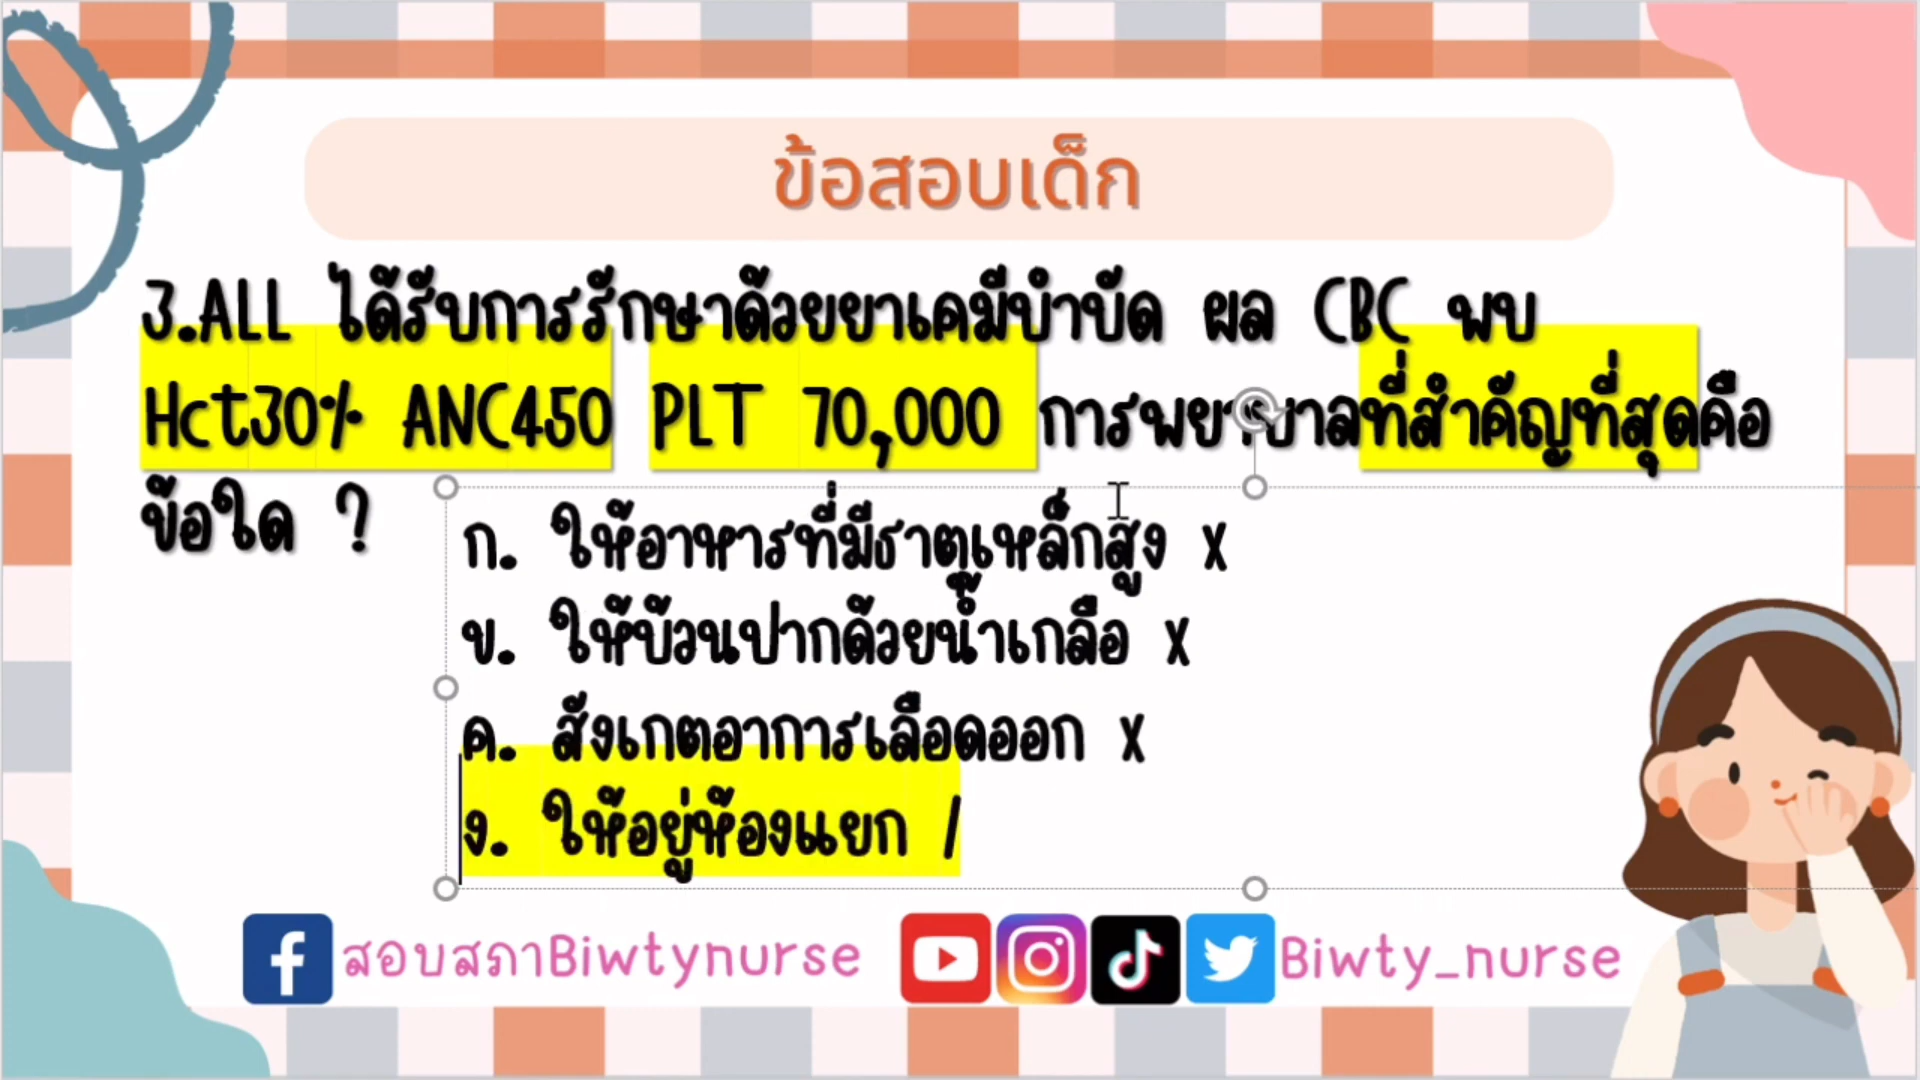 ข้อสอบเด็ก
3.ALL ได้รับการรักษาด้วยยาเคมีบำบัด ผล CBC พบ
Hct30% ANC450 PLT 70,000 การพยาบาลที่สำคัญที่สุดคือ
ข้อใด ?
ก. ให้อาหารที่มีธาตุเหล็กสูง x
ข. ให้บ้วนปากด้วยน้ำเกลือ x
ค. สังเกตอาการเลือดออก x
ง. ให้อยู่ห้องแยก /
สอบสภาBiwtynurse Biwty_nurse